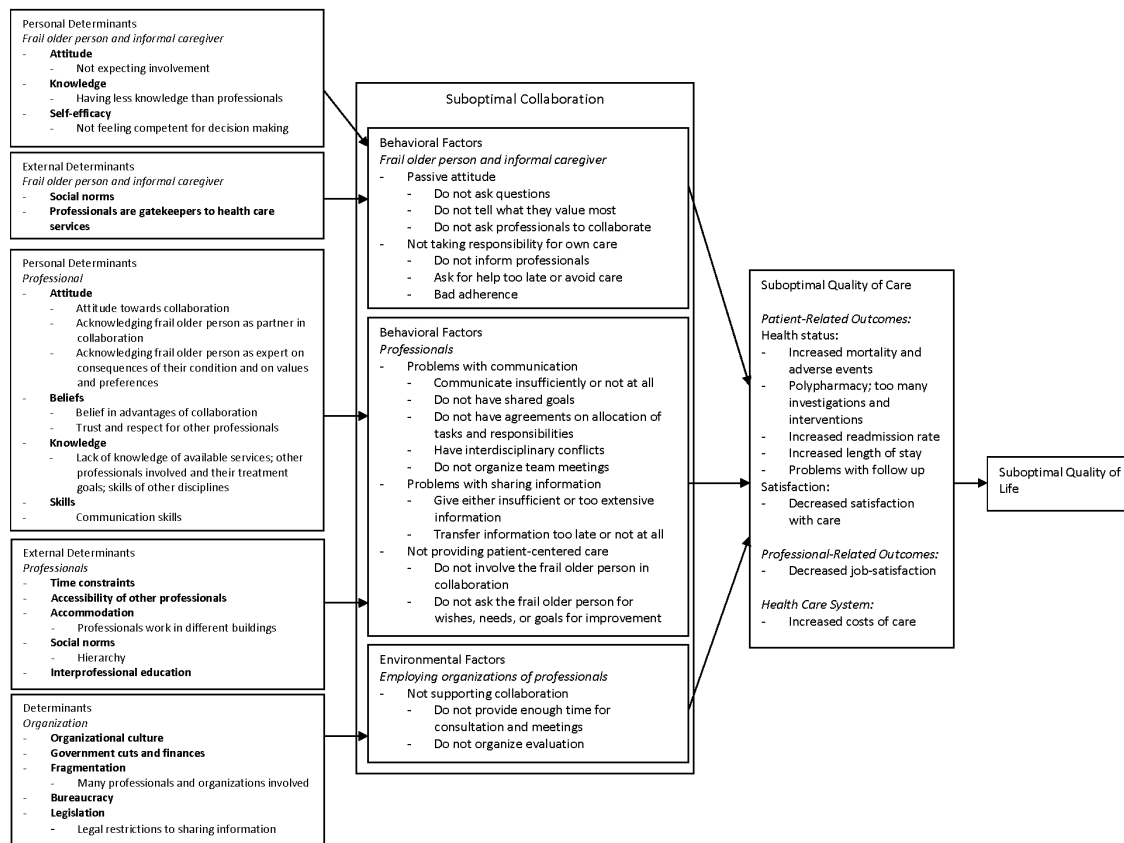 Personal Determinants
Frail older person and informal caregiver
- Attitude
- Not expecting involvement
- Knowledge
- Having less knowledge than professionals
- Self-efficacy
- Not feeling competent for decision making
External Determinants
Frail older person and informal caregiver
- Social norms
- Professionals are gatekeepers to health care
services
Personal Determinants
Professional
- Attitude
- Attitude towards collaboration
- Acknowledging frail older person as partner in
collaboration
- Acknowledging frail older person as expert on
consequences of their condition and on values
and preferences
- Beliefs
- Belief in advantages of collaboration
- Trust and respect for other professionals
- Knowledge
- Lack of knowledge of available services; other
professionals involved and their treatment
goals; skills of other disciplines
- Skills
- Communication skills
External Determinants
Professionals
- Time constraints
- Accessibility of other professionals
- Accommodation
- Professionals work in different buildings
- Social norms
- Hierarchy
- Interprofessional education
Determinants
Organization
- Organizational culture
- Government cuts and finances
- Fragmentation
- Many professionals and organizations involved
- Bureaucracy
- Legislation
- Legal restrictions to sharing information
Suboptimal Collaboration
Behavioral Factors
Frail older person and informal caregiver
- Passive attitude
- Do not ask questions
- Do not tell what they value most
- Do not ask professionals to collaborate
- Not taking responsibility for own care
- Do not inform professionals
- Ask for help too late or avoid care
- Bad adherence
Behavioral Factors
Professionals
- Problems with communication
- Communicate insufficiently or not at all
- Do not have shared goals
- Do not have agreements on allocation of
tasks and responsibilities
- Have interdisciplinary conflicts
- Do not organize team meetings
- Problems with sharing information
- Give either insufficient or too extensive
information
- Transfer information too late or not at all
- Not providing patient-centered care
- Do not involve the frail older person in
collaboration
- Do not ask the frail older person for
wishes, needs, or goals for improvement
Environmental Factors
Employing organizations of professionals
- Not supporting collaboration
- Do not provide enough time for
consultation and meetings
- Do not organize evaluation
Suboptimal Quality of Care
Patient-Related Outcomes:
Health status:
- Increased mortality and
adverse events
- Polypharmacy; too many
investigations and
interventions
- Increased readmission rate
- Increased length of stay
- Problems with follow up
Satisfaction:
- Decreased satisfaction
with care
Professional-Related Outcomes:
- Decreased job-satisfaction
Health Care System:
- Increased costs of care
Suboptimal Quality of
Life